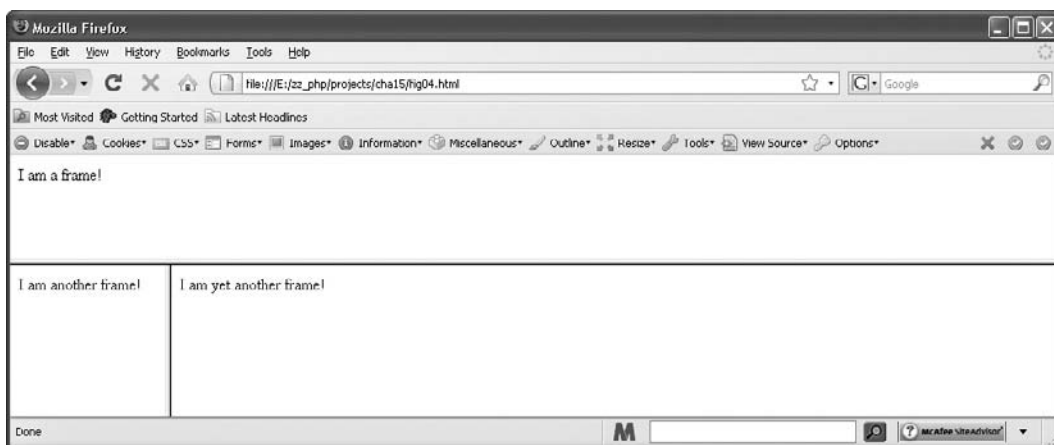 Mozilla Firefox
File Edit View History Bookmarks Tools Help
file:///E:/zz_php/projects/cha15/fig04.html G Google
Most Visited Getting Started Latest Headlines
Disable Cookies CSS Forms Images Information Miscellaneous Outline Resize Tools View Source Options
I am a frame!
I am another frame! I am yet another frame!
Done M McAfee SiteAdvisor